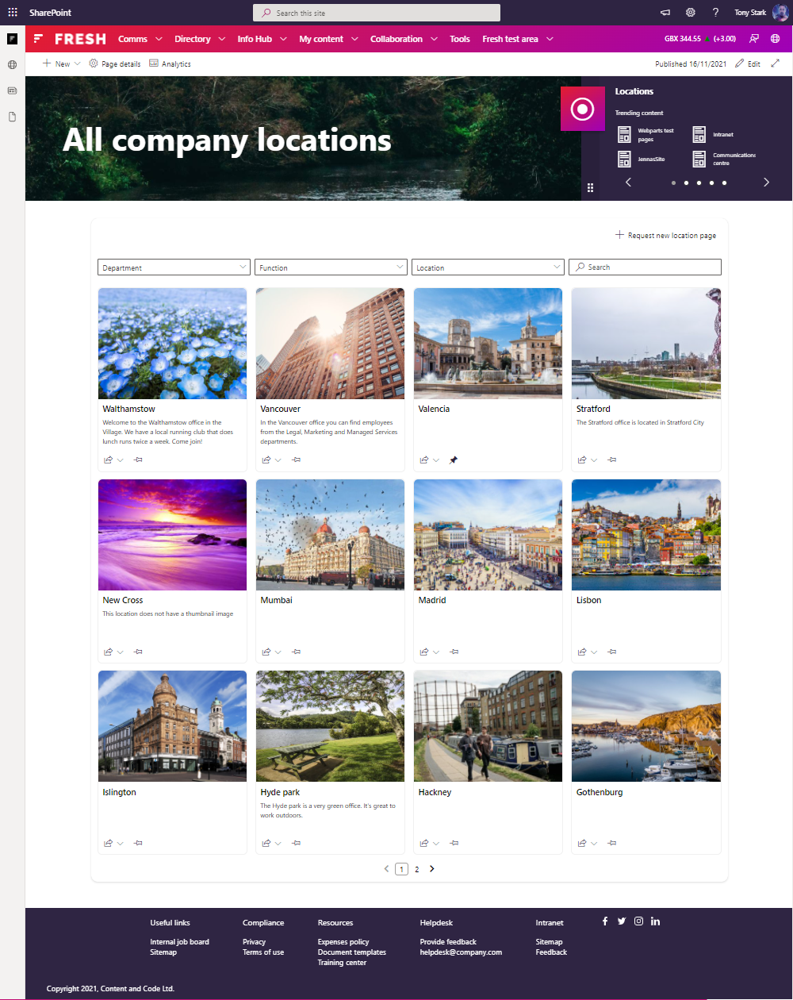 SharePoint
Search this site
Tony Stark
FRESH
Comms
Directory
Info Hub
My content
Collaboration
Tools
Fresh test area
GBX 344.55 (+3.00)
New
Page details
Analytics
Published 16/11/2021
Edit
All company locations
Locations
Trending content
Webparts test
pages
Intranet
JennasSite
Communications
centre
Request new location page
Department
Function
Location
Search
Walthamstow
Welcome to the Walthamstow office in the
Village. We have a local running club that does
lunch runs twice a week. Come join!
Vancouver
In the Vancouver office you can find employees
from the Legal, Marketing and Managed Services
departments.
Valencia
Stratford
The Stratford office is located in Stratford City
New Cross
This location does not have a thumbnail image
Mumbai
Madrid
Lisbon
Islington
Hyde park
The Hyde park is a very green office. It's great to
work outdoors.
Hackney
Gothenburg
1
2
Useful links
Internal job board
Sitemap
Compliance
Privacy
Terms of use
Resources
Expenses policy
Document templates
Training center
Helpdesk
Provide feedback
helpdesk@company.com
Intranet
Sitemap
Feedback
Copyright 2021, Content and Code Ltd.